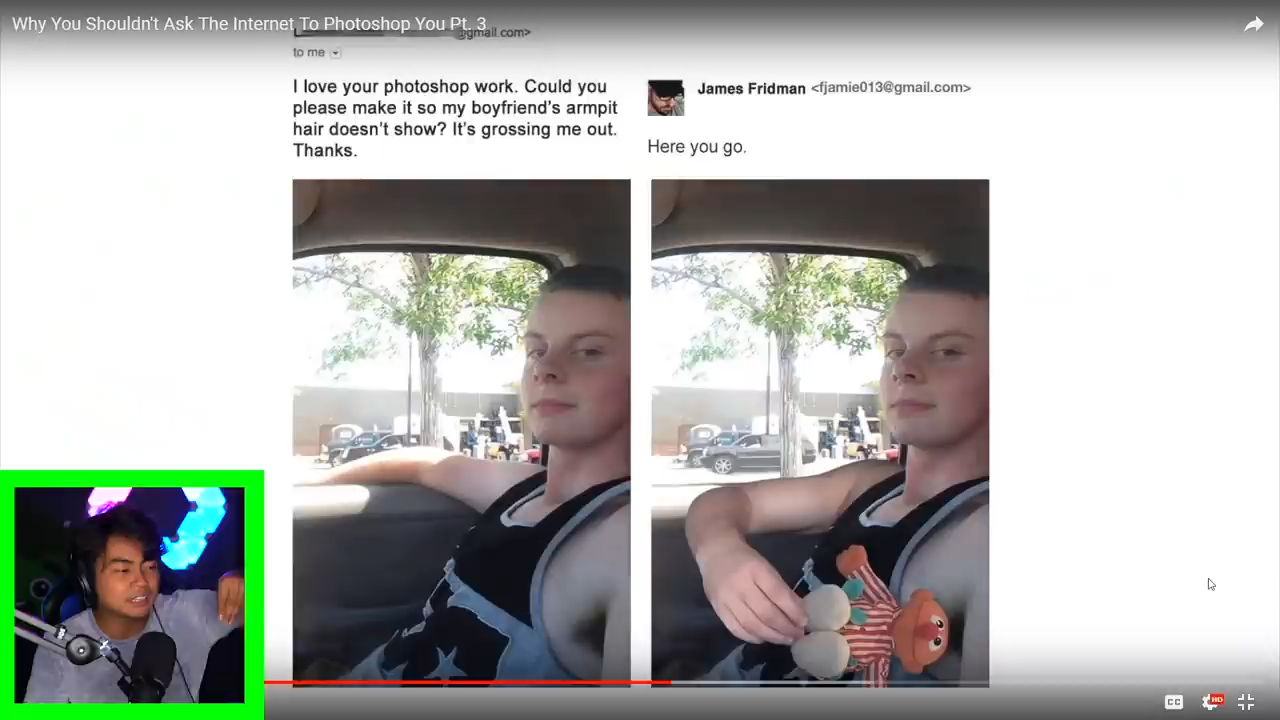 Why You Shouldn't Ask The Internet To Photoshop You Pt. 3
@gmail.com>
to me
I love your photoshop work. Could you
please make it so my boyfriend's armpit
hair doesn't show? It's grossing me out.
Thanks.
James Fridman <fjamie013@gmail.com>
Here you go.
CC
HD